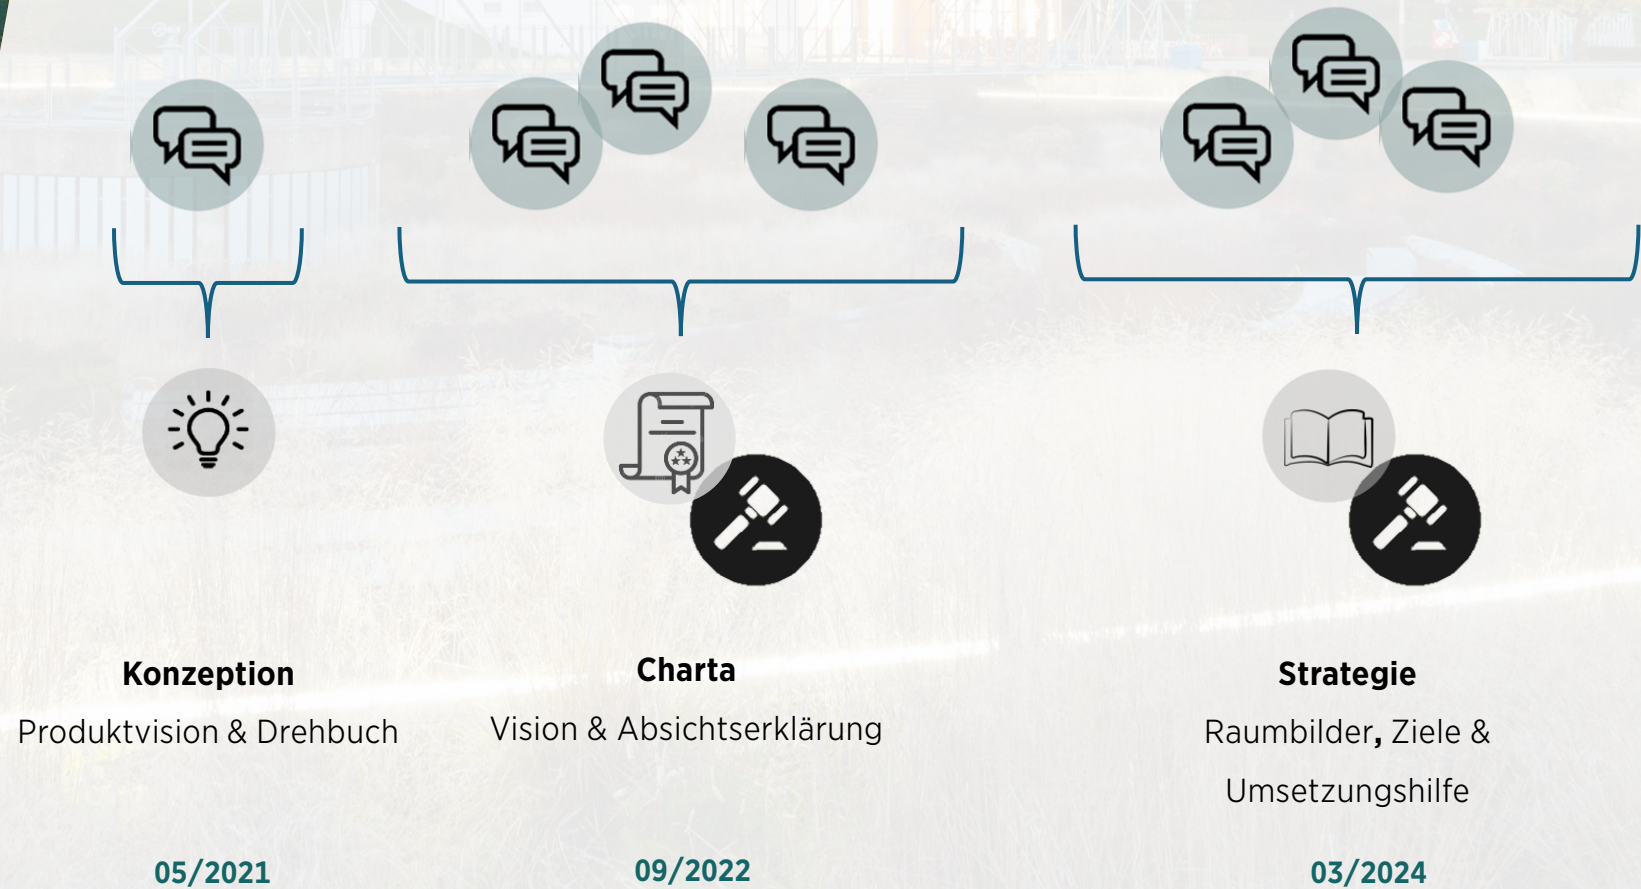 Konzeption
Produktvision & Drehbuch
05/2021
Charta
Vision & Absichtserklärung
09/2022
Strategie
Raumbilder, Ziele &
Umsetzungshilfe
03/2024